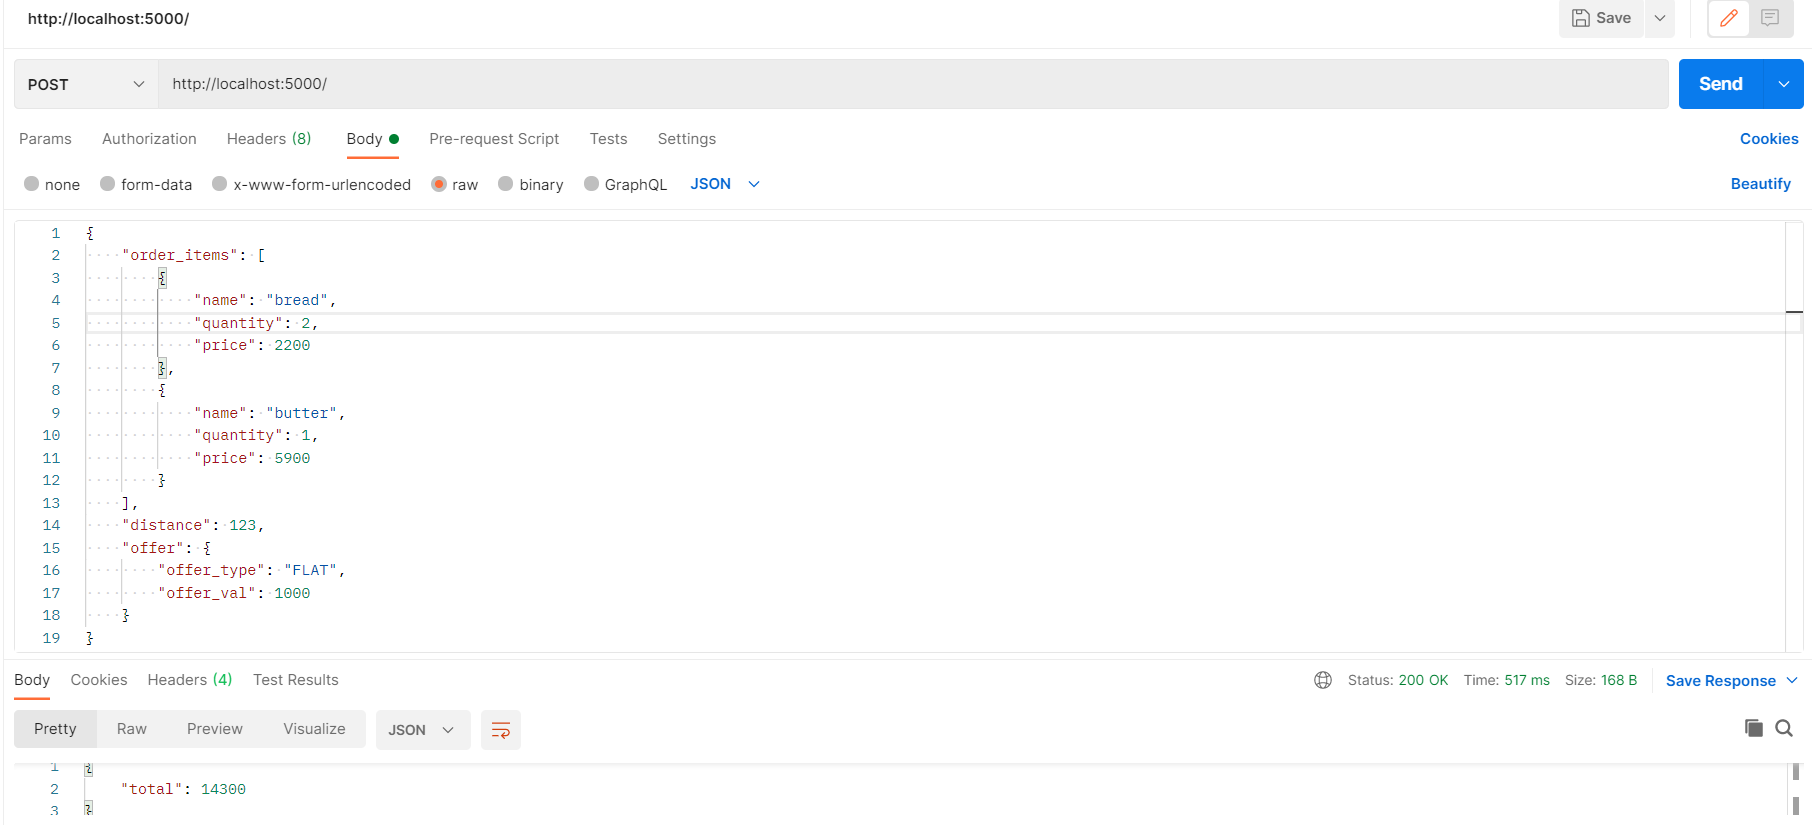 http://localhost:5000/
Save
POST http://localhost:5000/ Send
Params Authorization Headers (8) Body Pre-request Script Tests Settings Cookies
none form-data x-www-form-urlencoded raw binary GraphQL JSON Beautify
1 {
2 "order_items": [
3 {
4 "name": "bread",
5 "quantity": 2,
6 "price": 2200
7 },
8 {
9 "name": "butter",
10 "quantity": 1,
11 "price": 5900
12 }
13 ],
14 "distance": 123,
15 "offer": {
16 "offer_type": "FLAT",
17 "offer_val": 1000
18 }
19 }
Body Cookies Headers (4) Test Results Status: 200 OK Time: 517 ms Size: 168 B Save Response
Pretty Raw Preview Visualize JSON
1 {
2 "total": 14300
3 }